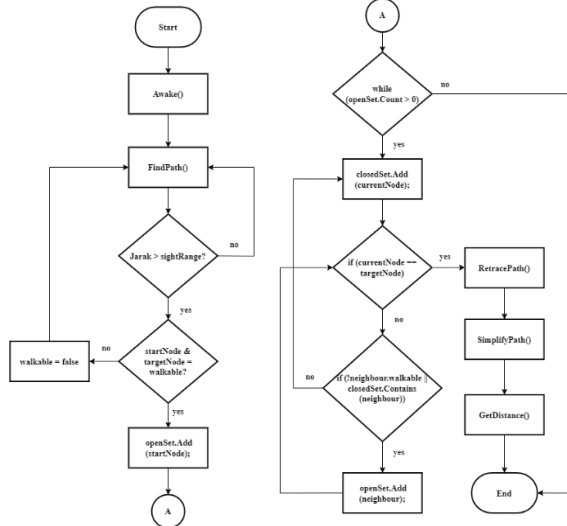 Start
Awake()
FindPath()
Jarak > sightRange?
no
yes
startNode &
targetNode =
walkable?
no
walkable = false
yes
openSet.Add
(startNode);
A
A
while
(openSet.Count > 0)
no
yes
closedSet.Add
(currentNode);
if (currentNode ==
targetNode)
yes
RetracePath()
no
SimplifyPath()
if (!neighbour.walkable ||
closedSet.Contains
(neighbour))
no
GetDistance()
yes
openSet.Add
(neighbour);
End